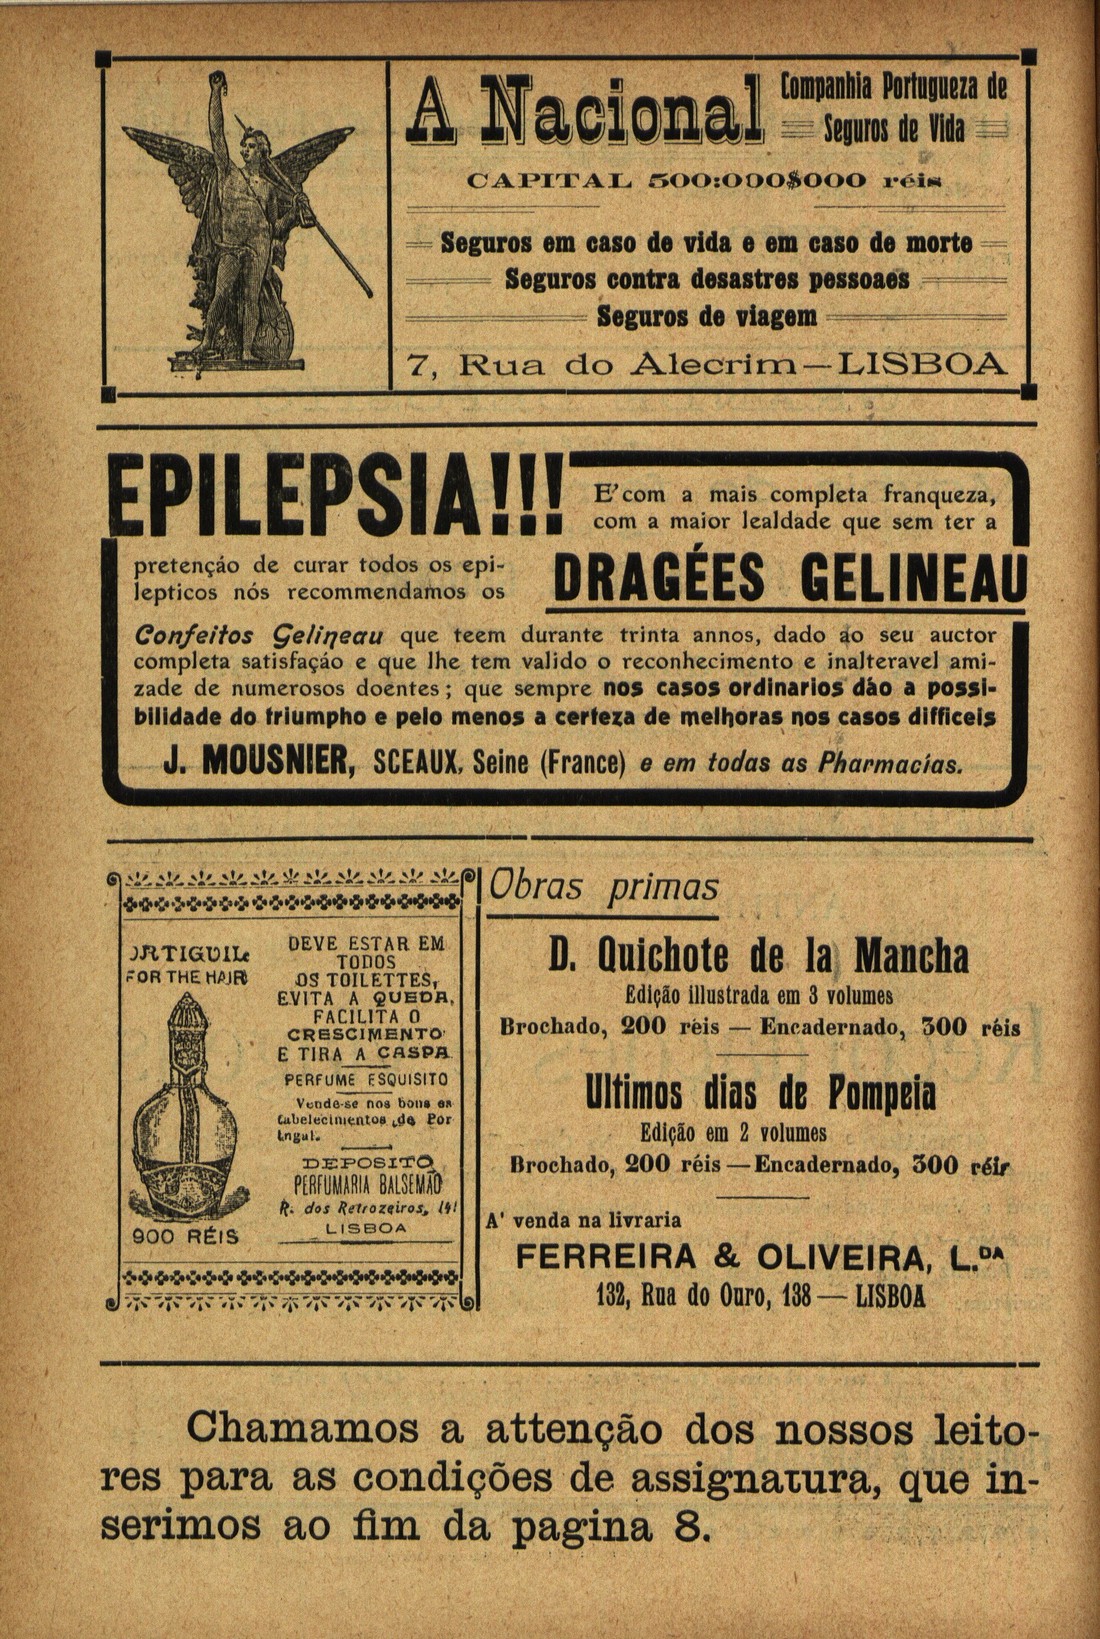 A Nacional
Companhia Portugueza de
Seguros de Vida
CAPITAL 500:000$000 réis
Seguros em caso de vida e em caso de morte
Seguros contra desastres pessoaes
Seguros de viagem
7, Rua do Alecrim—LISBOA
EPILEPSIA!!!
E' com a mais completa franqueza,
com a maior lealdade que sem ter a
pretenção de curar todos os epi-
lepticos nós recommendamos os
DRAGÉES GELINEAU
Confeitos Gelineau que teem durante trinta annos, dado ao seu auctor
completa satisfação e que lhe tem valido o reconhecimento e inalteravel ami-
zade de numerosos doentes; que sempre nos casos ordinarios dão a possi-
bilidade do triumpho e pelo menos a certeza de melhoras nos casos difficeis
J. MOUSNIER, SCEAUX, Seine (France) e em todas as Pharmacias.
FOR THE HAIR
900 RÉIS
DEVE ESTAR EM
TODOS
OS TOILETTES,
EVITA A QUEDA,
FACILITA O
CRESCIMENTO
E TIRA A CASPA
PERFUME ESQUISITO
Vende-se nos bons es
tabelecimentos de Por
tugal.
DEPOSITO
PERFUMARIA BALSEMÃO
R. dos Retrozeiros, 141
LISBOA
Obras primas
D. Quichote de la Mancha
Edição illustrada em 3 volumes
Brochado, 200 réis — Encadernado, 300 réis
Ultimos dias de Pompeia
Edição em 2 volumes
Brochado, 200 réis — Encadernado, 300 réis
A' venda na livraria
FERREIRA & OLIVEIRA, L.DA
132, Rua do Ouro, 138 — LISBOA
Chamamos a attenção dos nossos leito-
res para as condições de assignatura, que in-
serimos ao fim da pagina 8.